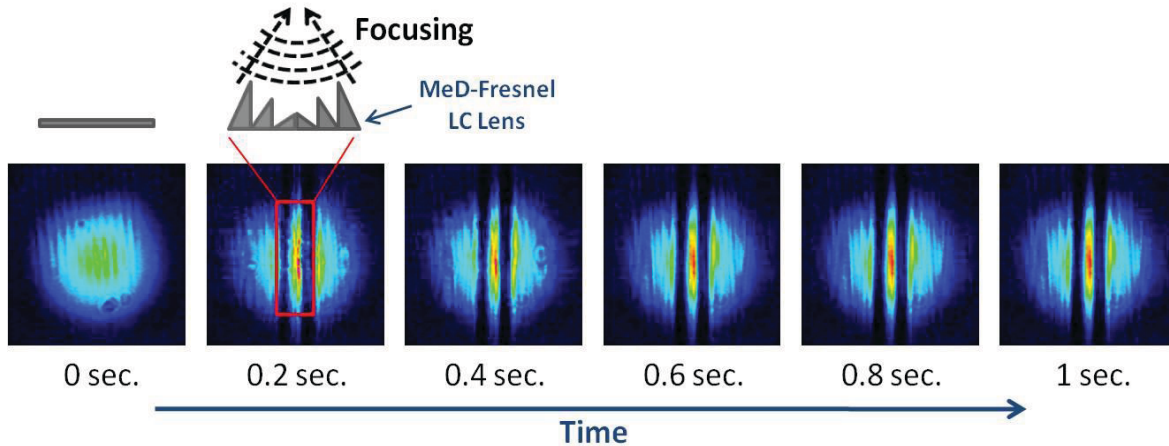 Focusing
MeD-Fresnel
LC Lens
0 sec.
0.2 sec.
0.4 sec.
0.6 sec.
0.8 sec.
1 sec.
Time